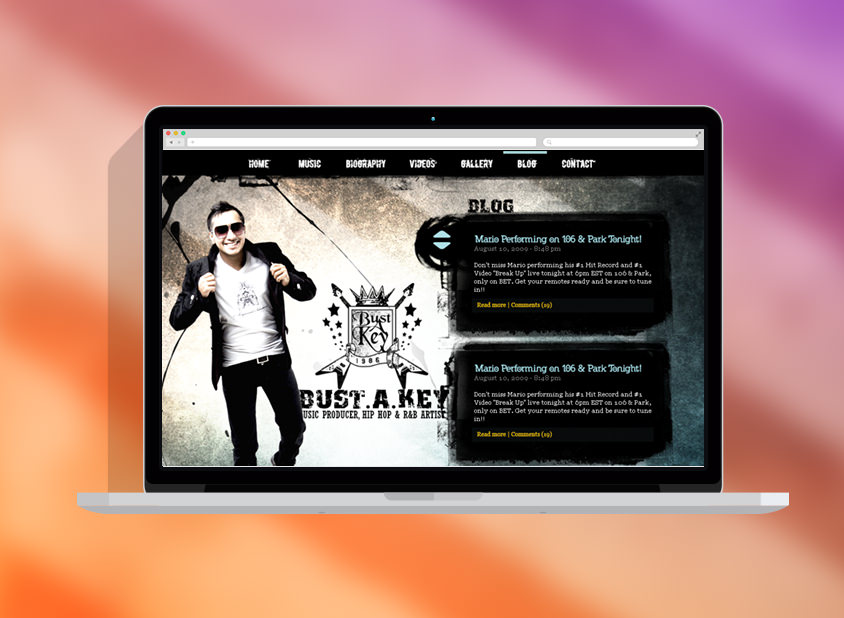 HOME MUSIC BIOGRAPHY VIDEOS GALLERY BLOG CONTACT
BLOG
Mario Performing on 106 & Park Tonight!
August 10, 2009 - 8:48 pm
Don't miss Mario performing his #1 Hit Record and #1
Video "Break Up" live tonight at 6pm EST on 106 & Park,
only on BET. Get your remotes ready and be sure to tune
in!!
Read more | Comments (19)
Bust
A
Key
1986
BUST.A.KEY
MUSIC PRODUCER, HIP HOP & R&B ARTIST
Mario Performing on 106 & Park Tonight!
August 10, 2009 - 8:48 pm
Don't miss Mario performing his #1 Hit Record and #1
Video "Break Up" live tonight at 6pm EST on 106 & Park,
only on BET. Get your remotes ready and be sure to tune
in!!
Read more | Comments (19)